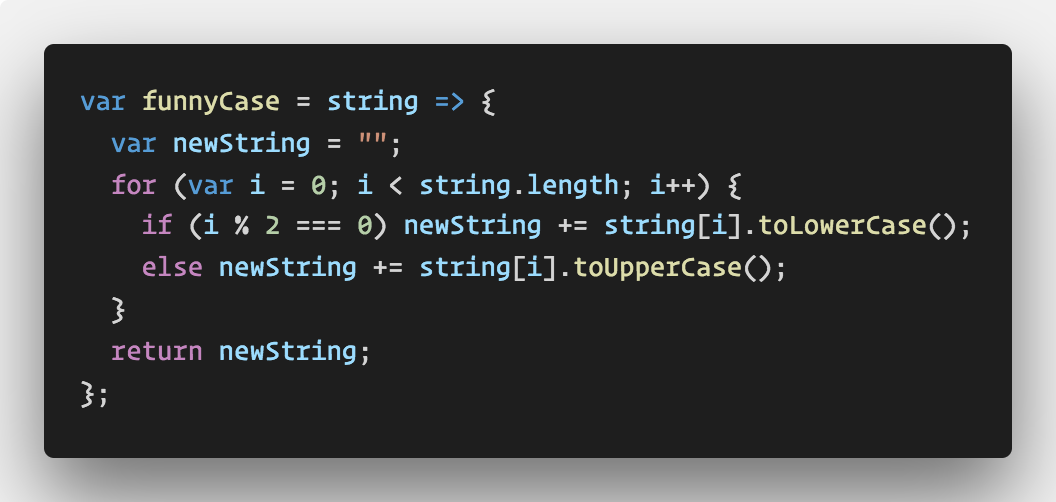 var funnyCase = string => {
  var newString = "";
  for (var i = 0; i < string.length; i++) {
    if (i % 2 === 0) newString += string[i].toLowerCase();
    else newString += string[i].toUpperCase();
  }
  return newString;
};